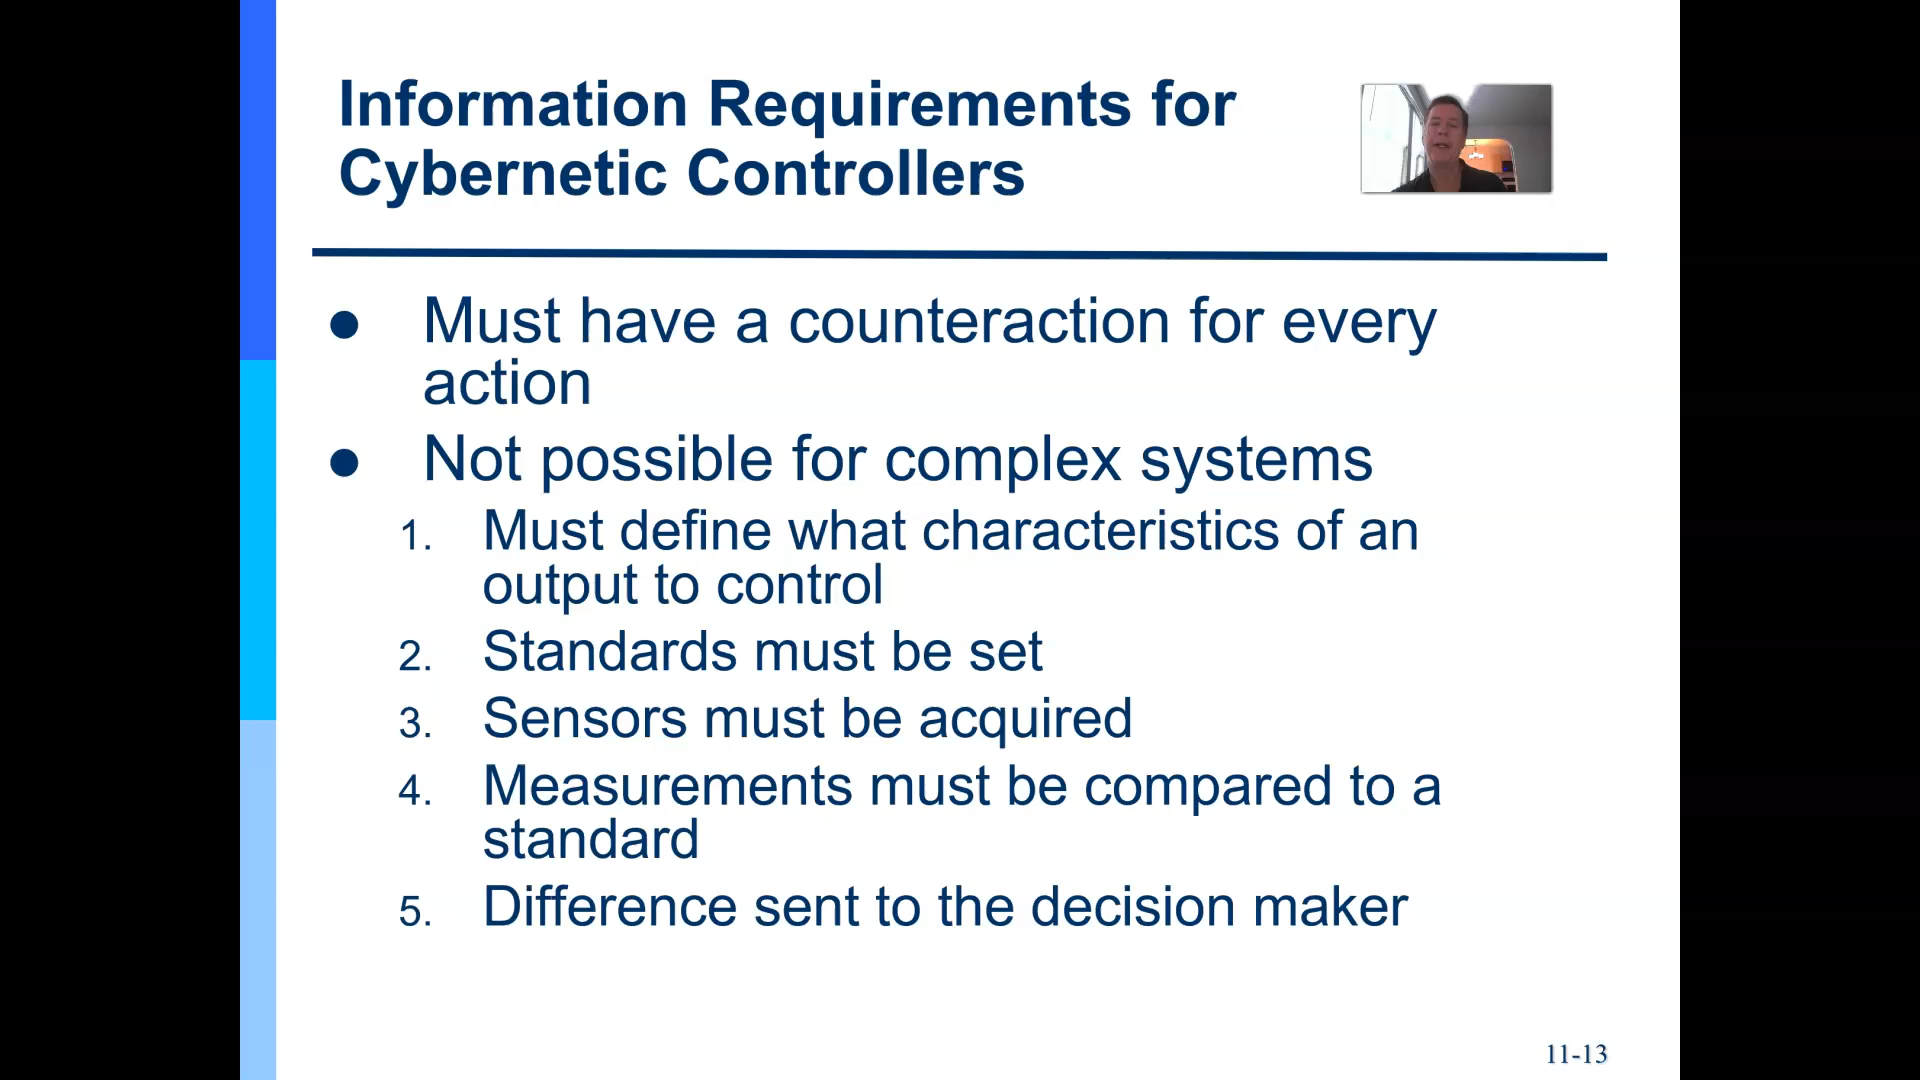 Information Requirements for
Cybernetic Controllers
● Must have a counteraction for every
action
● Not possible for complex systems
1. Must define what characteristics of an
output to control
2. Standards must be set
3. Sensors must be acquired
4. Measurements must be compared to a
standard
5. Difference sent to the decision maker
11-13